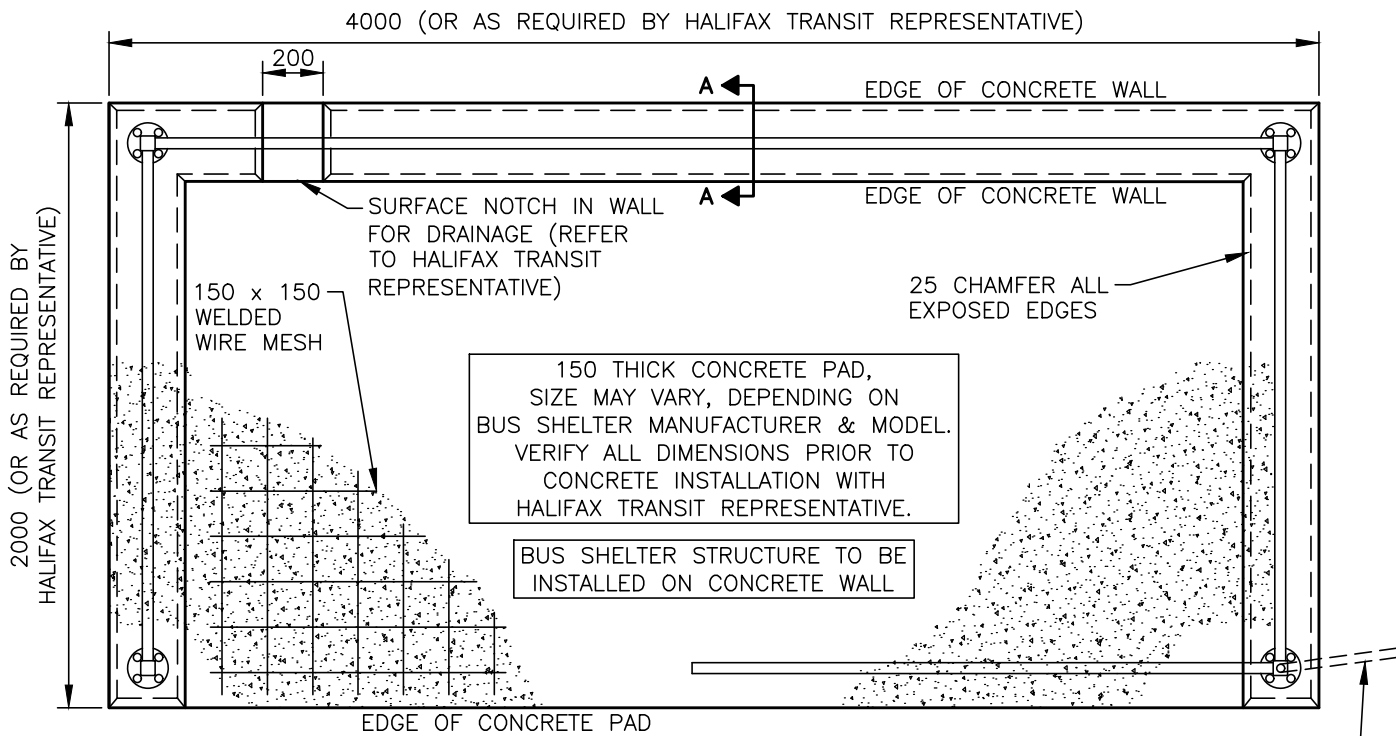 4000 (OR AS REQUIRED BY HALIFAX TRANSIT REPRESENTATIVE)
200
A
EDGE OF CONCRETE WALL
A
EDGE OF CONCRETE WALL
SURFACE NOTCH IN WALL
FOR DRAINAGE (REFER
TO HALIFAX TRANSIT
REPRESENTATIVE)
2000 (OR AS REQUIRED BY
HALIFAX TRANSIT REPRESENTATIVE)
150 x 150
WELDED
WIRE MESH
25 CHAMFER ALL
EXPOSED EDGES
150 THICK CONCRETE PAD,
SIZE MAY VARY, DEPENDING ON
BUS SHELTER MANUFACTURER & MODEL.
VERIFY ALL DIMENSIONS PRIOR TO
CONCRETE INSTALLATION WITH
HALIFAX TRANSIT REPRESENTATIVE.
BUS SHELTER STRUCTURE TO BE
INSTALLED ON CONCRETE WALL
EDGE OF CONCRETE PAD